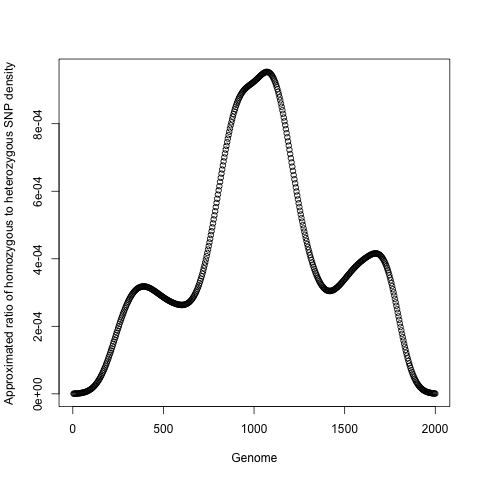 Approximated ratio of homozygous to heterozygous SNP density
8e-04
6e-04
4e-04
2e-04
0e+00
0 500 1000 1500 2000
Genome